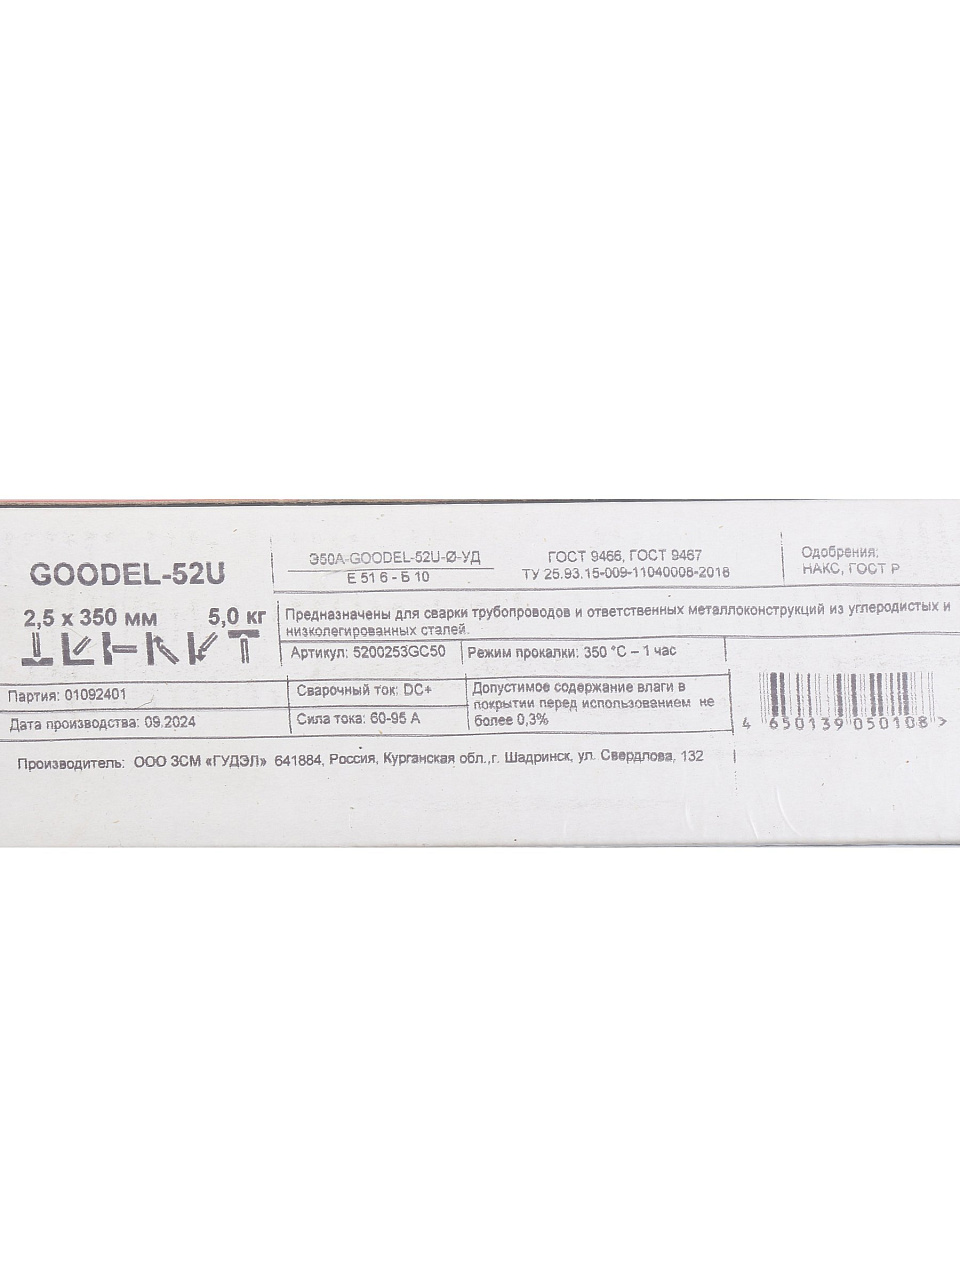 GOODEL-52U
2,5 х 350 мм 5,0 кг
Э50А-GOODEL-52U-Ø-УД
Е 51 6 - Б 10
ГОСТ 9466, ГОСТ 9467
ТУ 25.93.15-009-11040008-2018
Одобрения:
НАКС, ГОСТ Р
Предназначены для сварки трубопроводов и ответственных металлоконструкций из углеродистых и
низколегированных сталей.
Артикул: 5200253GC50
Режим прокалки: 350 °С – 1 час
Партия: 01092401
Дата производства: 09.2024
Сварочный ток: DC+
Сила тока: 60-95 А
Допустимое содержание влаги в
покрытии перед использованием не
более 0,3%
4 650139 050108 >
Производитель: ООО ЗСМ «ГУДЭЛ» 641884, Россия, Курганская обл.,г. Шадринск, ул. Свердлова, 132